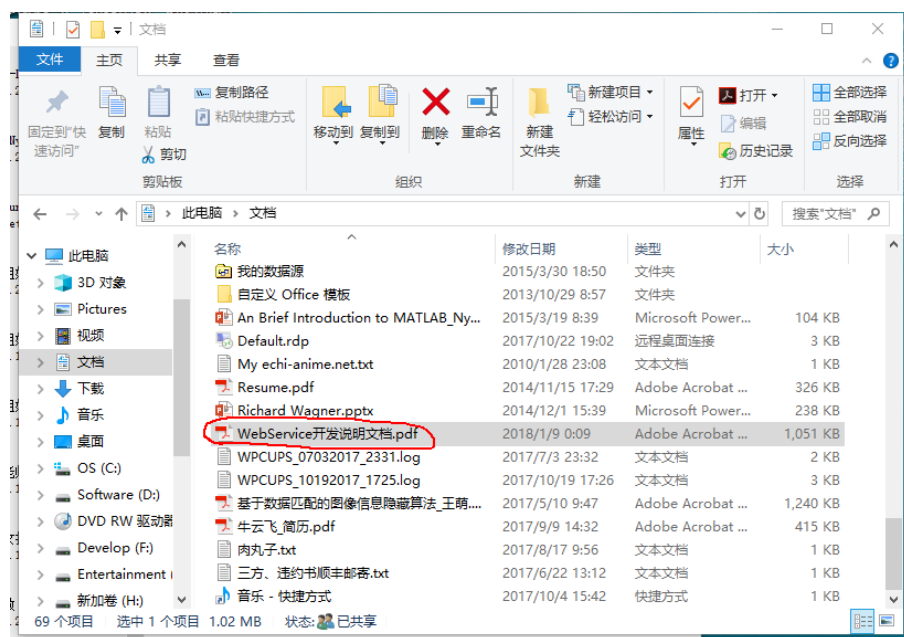 文档
文件 主页 共享 查看
固定到"快速访问"
复制
粘贴
复制路径
粘贴快捷方式
剪切
剪贴板
移动到 复制到 删除 重命名
组织
新建文件夹
新建项目
轻松访问
新建
属性
打开
编辑
历史记录
打开
全部选择
全部取消
反向选择
选择
此电脑 › 文档
搜索"文档"
此电脑
3D 对象
Pictures
视频
文档
下载
音乐
桌面
OS (C:)
Software (D:)
DVD RW 驱动
Develop (F:)
Entertainment
新加卷 (H:)
名称 修改日期 类型 大小
我的数据源 2015/3/30 18:50 文件夹
自定义 Office 模板 2013/10/29 8:57 文件夹
An Brief Introduction to MATLAB_Ny... 2015/3/19 8:39 Microsoft Power... 104 KB
Default.rdp 2017/10/22 19:02 远程桌面连接 3 KB
My echi-anime.net.txt 2010/1/28 23:08 文本文档 1 KB
Resume.pdf 2014/11/15 17:29 Adobe Acrobat ... 326 KB
Richard Wagner.pptx 2014/12/1 15:39 Microsoft Power... 238 KB
WebService开发说明文档.pdf 2018/1/9 0:09 Adobe Acrobat ... 1,051 KB
WPCUPS_07032017_2331.log 2017/7/3 23:32 文本文档 2 KB
WPCUPS_10192017_1725.log 2017/10/19 17:26 文本文档 3 KB
基于数据匹配的图像信息隐藏算法_王萌.... 2017/5/10 9:47 Adobe Acrobat ... 1,240 KB
牛云飞_简历.pdf 2017/9/9 14:32 Adobe Acrobat ... 415 KB
肉丸子.txt 2017/8/17 9:56 文本文档 1 KB
三方、违约书顺丰邮寄.txt 2017/6/22 13:12 文本文档 1 KB
音乐 - 快捷方式 2017/10/4 15:42 快捷方式 1 KB
69 个项目 选中 1 个项目 1.02 MB 状态: 已共享